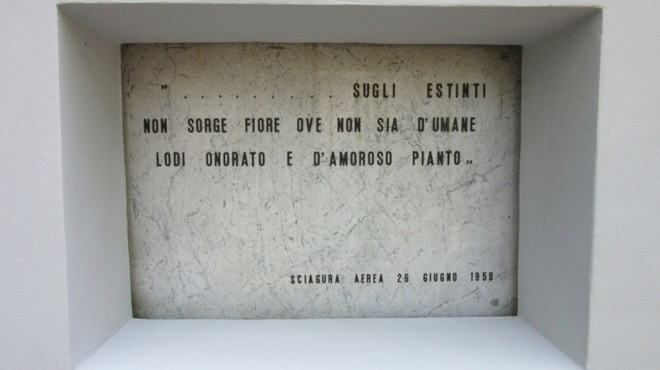 " . . . . . . . . . . SUGLI ESTINTI
NON SORGE FIORE OVE NON SIA D'UMANE
LODI ONORATO E D'AMOROSO PIANTO„
SCIAGURA AEREA 26 GIUGNO 1959